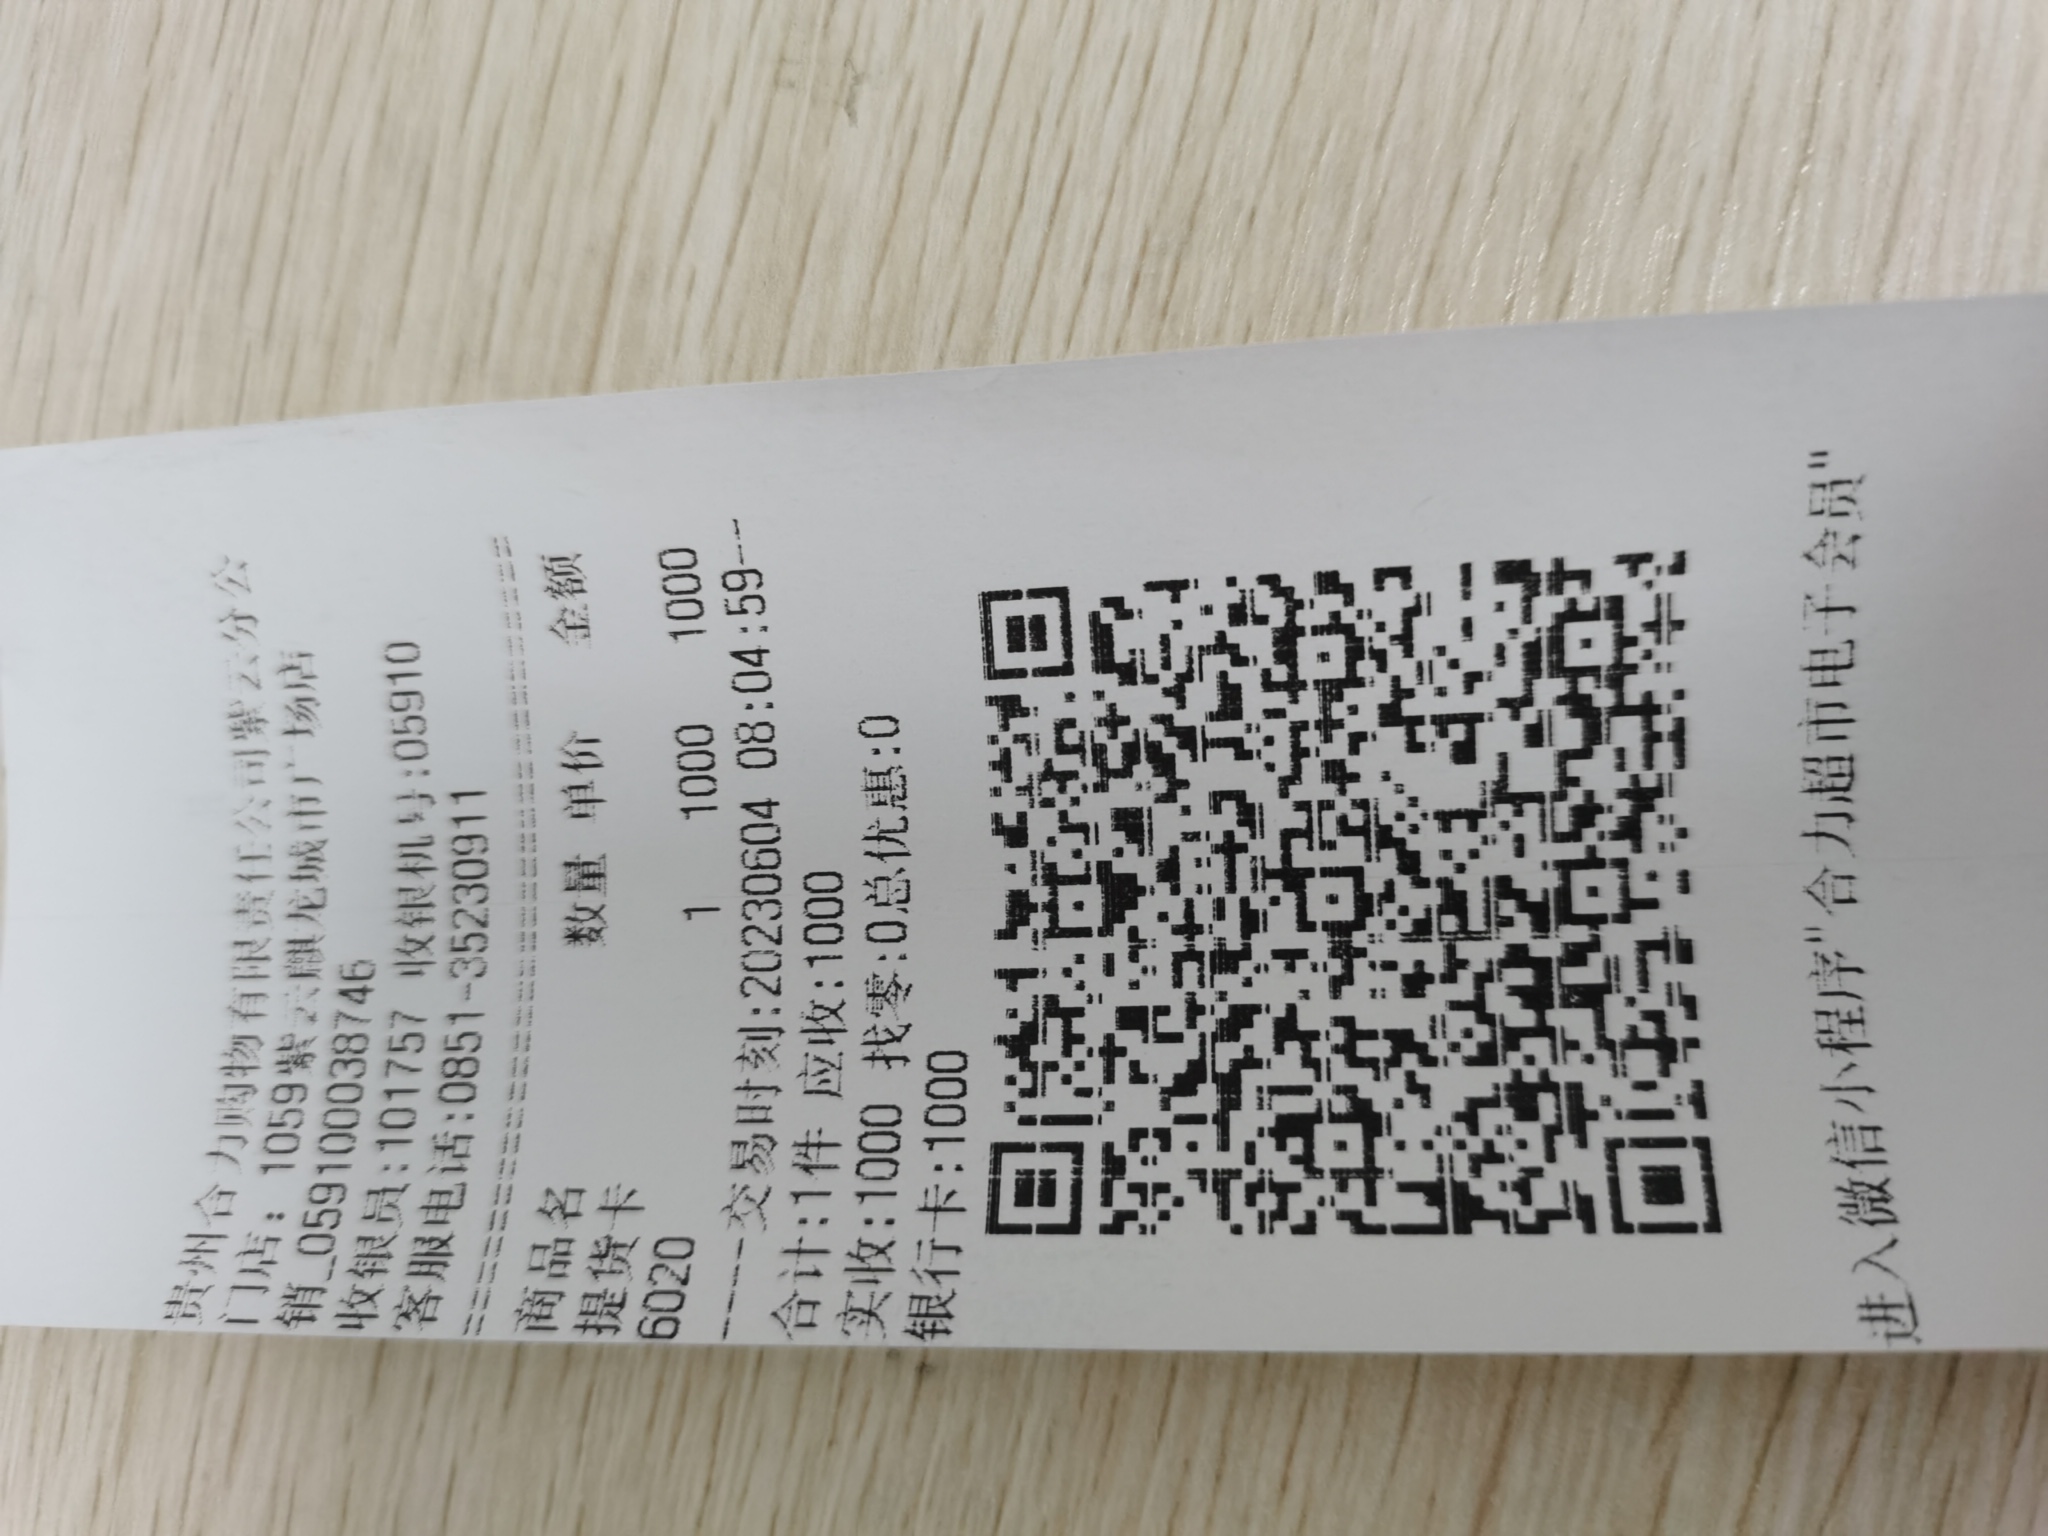 贵州合力购物有限责任公司紫云分公
门店: 1059紫云麒龙城市广场店
销_0591000387746
收银员:101757 收银机号:05910
客服电话:0851-35230911
================================
商品名 数量 单价 金额
提货卡
6020 1 1000 1000
----交易时刻:20230604 08:04:59---
合计:1件 应收:1000
实收:1000 找零:0总优惠:0
银行卡:1000
进入微信小程序"合力超市电子会员"